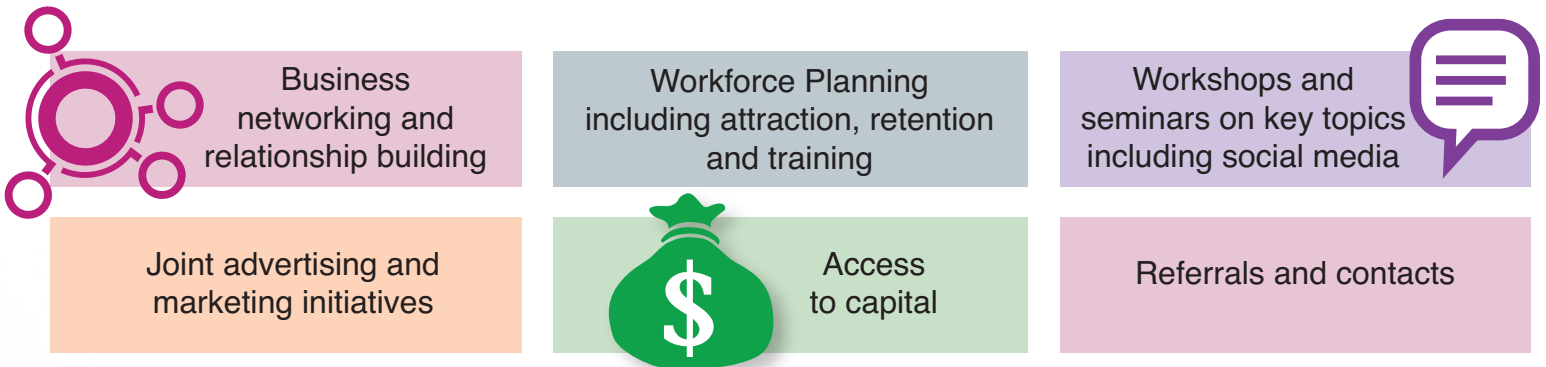 Business
networking and
relationship building
Workforce Planning
including attraction, retention
and training
Workshops and
seminars on key topics
including social media
Joint advertising and
marketing initiatives
$
Access
to capital
Referrals and contacts